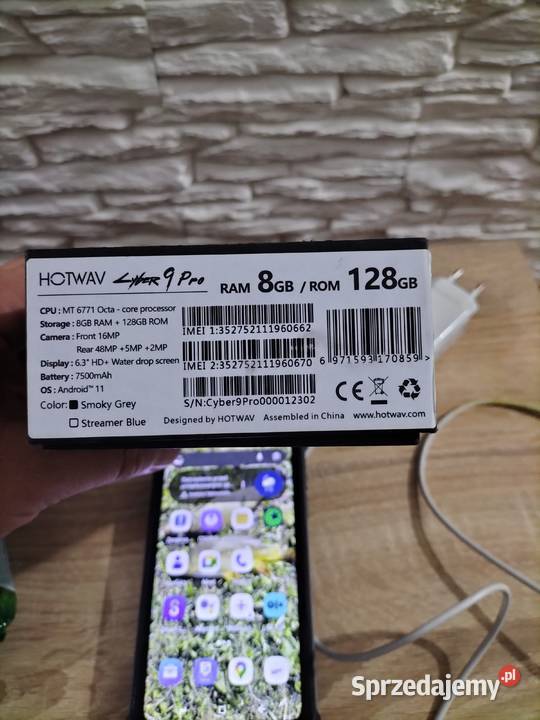 HOTWAV CYBER 9 Pro RAM 8GB / ROM 128GB
CPU : MT 6771 Octa - core processor
Storage : 8GB RAM + 128GB ROM
Camera : Front 16MP
Rear 48MP +5MP +2MP
Display : 6.3" HD+ Water drop screen
Battery : 7500mAh
OS : Android™ 11
Color: Smoky Grey
Streamer Blue
IMEI 1:352752111960662
IMEI 2:352752111960670
S/N:Cyber9Pro000012302
6 971593 170859 >
CE
Designed by HOTWAV Assembled in China www.hotwav.com
Sprzedajemy.pl